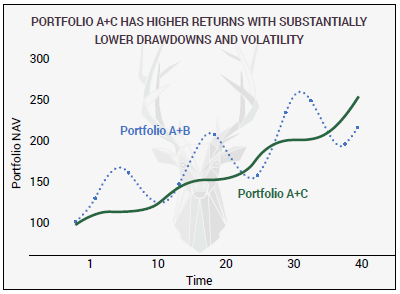 PORTFOLIO A+C HAS HIGHER RETURNS WITH SUBSTANTIALLY
LOWER DRAWDOWNS AND VOLATILITY
300
250
200
150
100
Portfolio NAV
Portfolio A+B
Portfolio A+C
1 10 20 30 40
Time